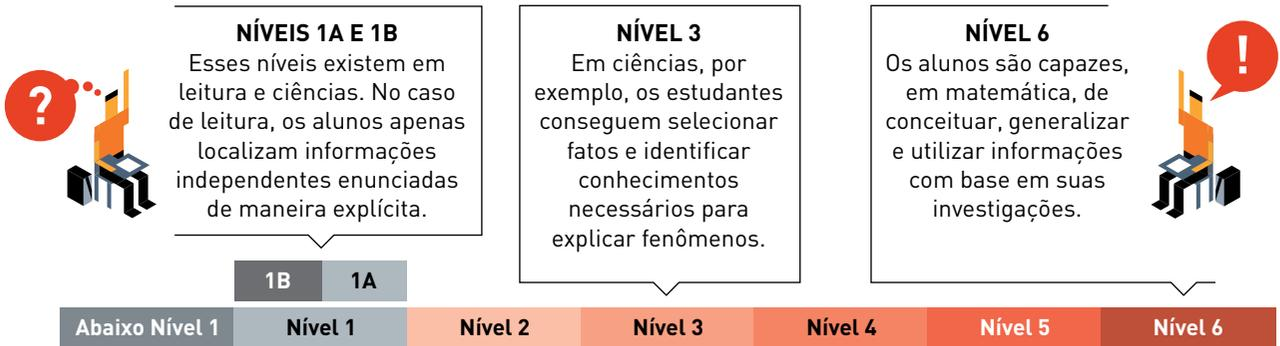 ?
NÍVEIS 1A E 1B
Esses níveis existem em
leitura e ciências. No caso
de leitura, os alunos apenas
localizam informações
independentes enunciadas
de maneira explícita.
NÍVEL 3
Em ciências, por
exemplo, os estudantes
conseguem selecionar
fatos e identificar
conhecimentos
necessários para
explicar fenômenos.
NÍVEL 6
Os alunos são capazes,
em matemática, de
conceituar, generalizar
e utilizar informações
com base em suas
investigações.
!
1B 1A
Abaixo Nível 1 Nível 1 Nível 2 Nível 3 Nível 4 Nível 5 Nível 6